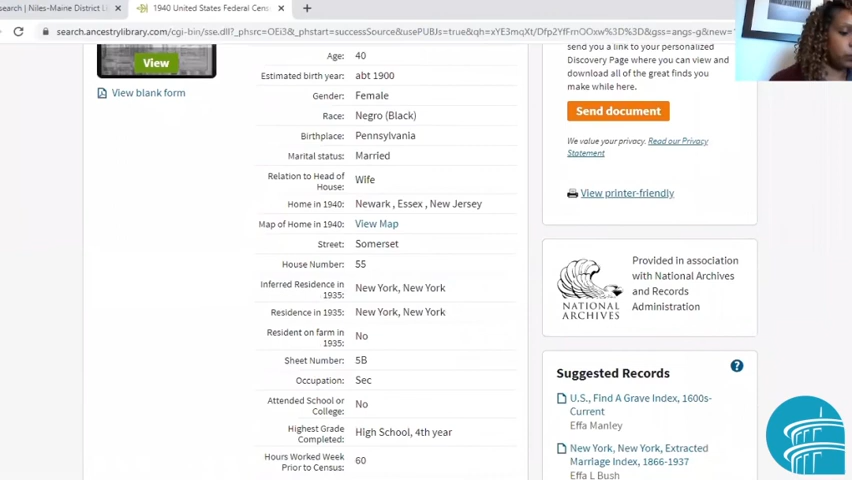 search | Niles-Maine District Li
1940 United States Federal Cens
search.ancestrylibrary.com/cgi-bin/sse.dll?_phsrc=OEi3&_phstart=successSource&usePUBJs=true&qh=xYE3mqXt/Dfp2YfFrnOOxw%3D%3D&gss=angs-g&new=1
View
View blank form
Age: 40
Estimated birth year: abt 1900
Gender: Female
Race: Negro (Black)
Birthplace: Pennsylvania
Marital status: Married
Relation to Head of
House: Wife
Home in 1940: Newark , Essex , New Jersey
Map of Home in 1940: View Map
Street: Somerset
House Number: 55
Inferred Residence in
1935: New York, New York
Residence in 1935: New York, New York
Resident on farm in
1935: No
Sheet Number: 5B
Occupation: Sec
Attended School or
College: No
Highest Grade
Completed: High School, 4th year
Hours Worked Week
Prior to Census: 60
send you a link to your personalized
Discovery Page where you can view and
download all of the great finds you
make while here.
Send document
We value your privacy. Read our Privacy
Statement
View printer-friendly
NATIONAL
ARCHIVES
Provided in association
with National Archives
and Records
Administration
Suggested Records
?
U.S., Find A Grave Index, 1600s-
Current
Effa Manley
New York, New York, Extracted
Marriage Index, 1866-1937
Effa L Bush